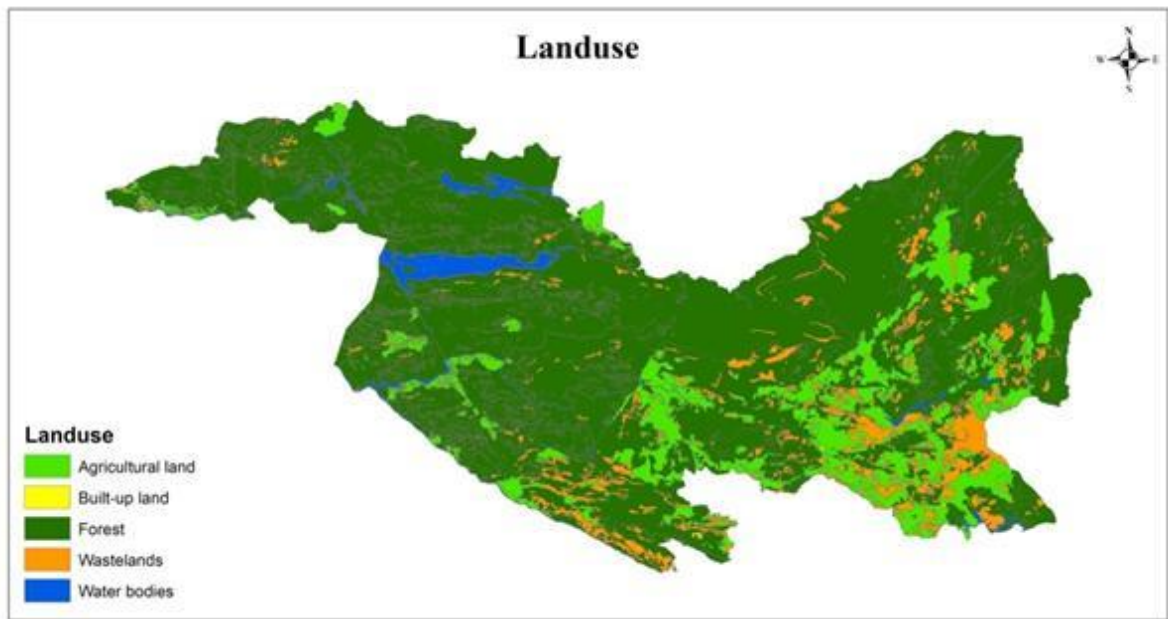 Landuse
N
W E
S
Landuse
Agricultural land
Built-up land
Forest
Wastelands
Water bodies